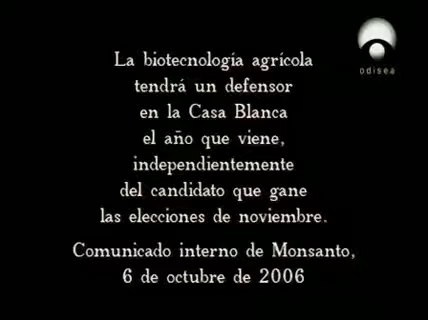 odisea
La biotecnología agrícola
tendrá un defensor
en la Casa Blanca
el año que viene,
independientemente
del candidato que gane
las elecciones de noviembre.
Comunicado interno de Monsanto,
6 de octubre de 2006